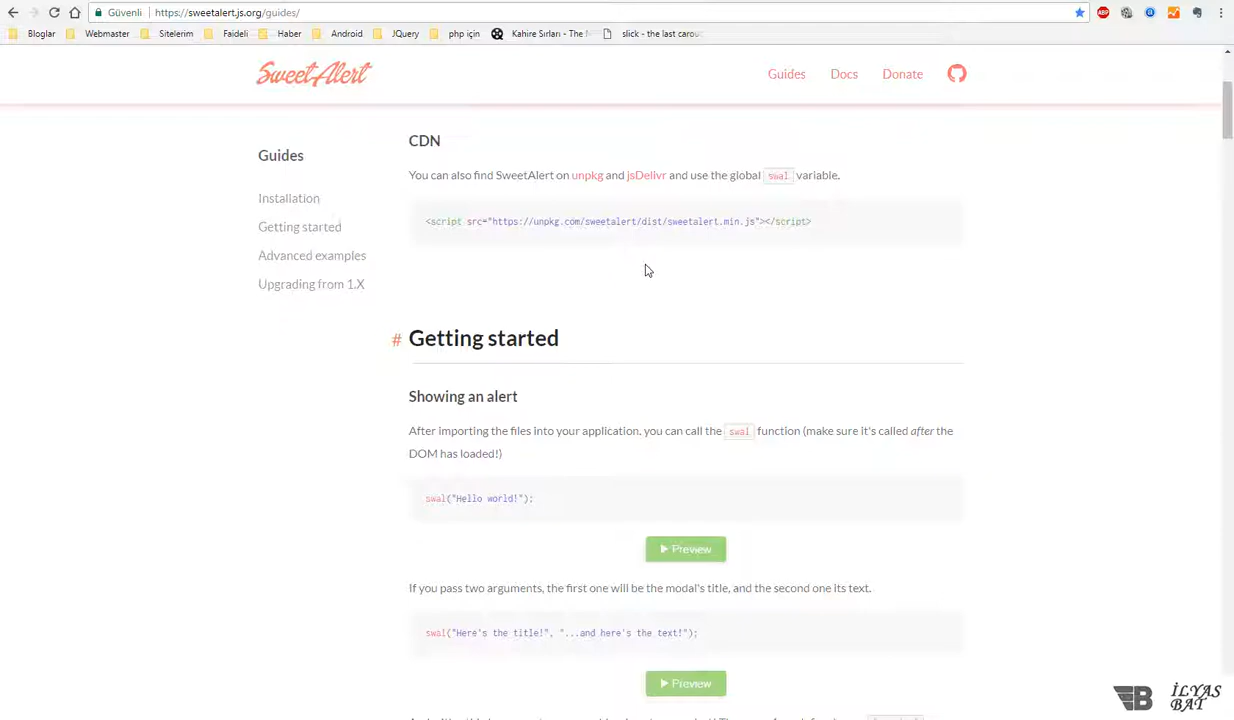 Güvenli https://sweetalert.js.org/guides/
Bloglar Webmaster Sitelerim Faideli Haber Android JQuery php için Kahire Sırları - The M slick - the last carou
SweetAlert Guides Docs Donate
CDN
Guides
You can also find SweetAlert on unpkg and jsDelivr and use the global swal variable.
Installation
<script src="https://unpkg.com/sweetalert/dist/sweetalert.min.js"></script>
Getting started
Advanced examples
Upgrading from 1.X
# Getting started
Showing an alert
After importing the files into your application, you can call the swal function (make sure it's called after the
DOM has loaded!)
swal("Hello world!");
Preview
If you pass two arguments, the first one will be the modal's title, and the second one its text.
swal("Here's the title!", "...and here's the text!");
Preview
B İLYAS
BAT